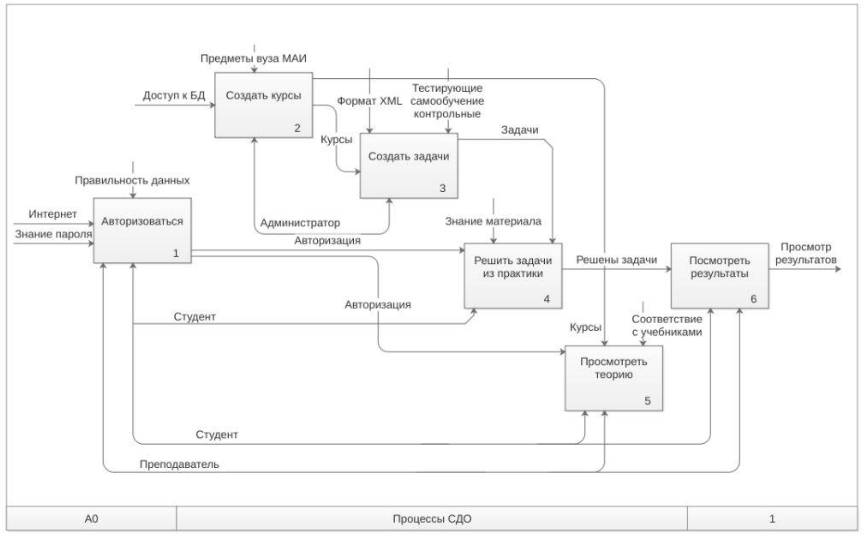 Предметы вуза МАИ
Доступ к БД
Создать курсы
2
Формат XML
Тестирующие
самообучение
контрольные
Курсы
Задачи
Создать задачи
3
Правильность данных
Интернет
Знание пароля
Авторизоваться
1
Администратор
Авторизация
Знание материала
Решить задачи
из практики
4
Решены задачи
Посмотреть
результаты
6
Просмотр
результатов
Авторизация
Студент
Курсы
Соответствие
с учебниками
Просмотреть
теорию
5
Студент
Преподаватель
A0
Процессы СДО
1